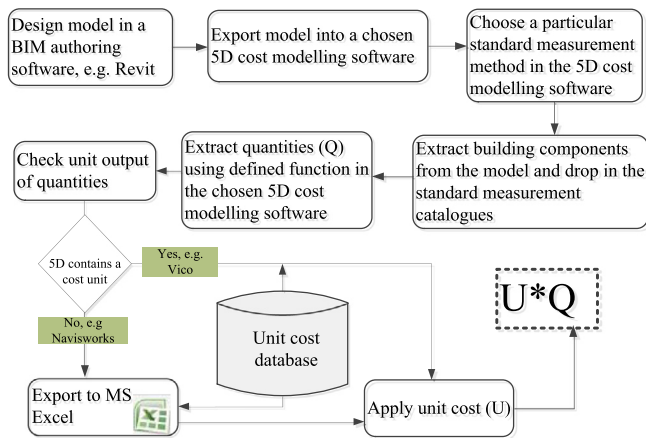 Design model in a
BIM authoring
software, e.g. Revit
Export model into a chosen
5D cost modelling software
Choose a particular
standard measurement
method in the 5D cost
modelling software
Check unit output
of quantities
Extract quantities (Q)
using defined function in
the chosen 5D cost
modelling software
Extract building components
from the model and drop in the
standard measurement
catalogues
5D contains a
cost unit
Yes, e.g.
Vico
No, e.g
Navisworks
Unit cost
database
U*Q
Export to MS
Excel
Apply unit cost (U)